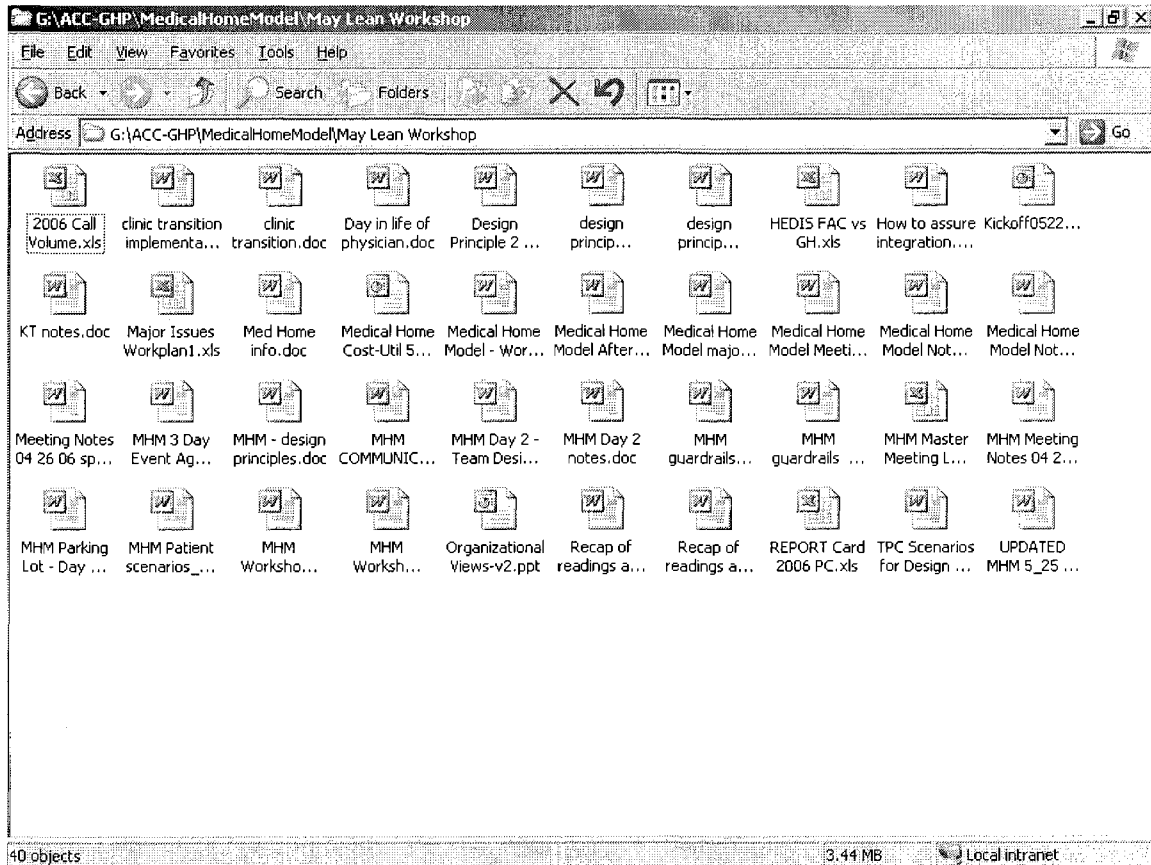 G:\ACC-GHP\MedicalHomeModel\May Lean Workshop
File Edit View Favorites Tools Help
Back Search Folders
Address G:\ACC-GHP\MedicalHomeModel\May Lean Workshop Go
2006 Call Volume.xls
clinic transition implementa...
clinic transition.doc
Day in life of physician.doc
Design Principle 2 ...
design princip...
design princip...
HEDIS FAC vs GH.xls
How to assure integration....
Kickoff0522...
KT notes.doc
Major Issues Workplan1.xls
Med Home info.doc
Medical Home Cost-Util 5...
Medical Home Model - Wor...
Medical Home Model After...
Medical Home Model majo...
Medical Home Model Meeti...
Medical Home Model Not...
Medical Home Model Not...
Meeting Notes 04 26 06 sp...
MHM 3 Day Event Ag...
MHM - design principles.doc
MHM COMMUNIC...
MHM Day 2 - Team Desi...
MHM Day 2 notes.doc
MHM guardrails...
MHM guardrails ...
MHM Master Meeting L...
MHM Meeting Notes 04 2...
MHM Parking Lot - Day ...
MHM Patient scenarios_...
MHM Worksho...
MHM Worksh...
Organizational Views-v2.ppt
Recap of readings a...
Recap of readings a...
REPORT Card 2006 PC.xls
TPC Scenarios for Design ...
UPDATED MHM 5_25 ...
40 objects 3.44 MB Local intranet